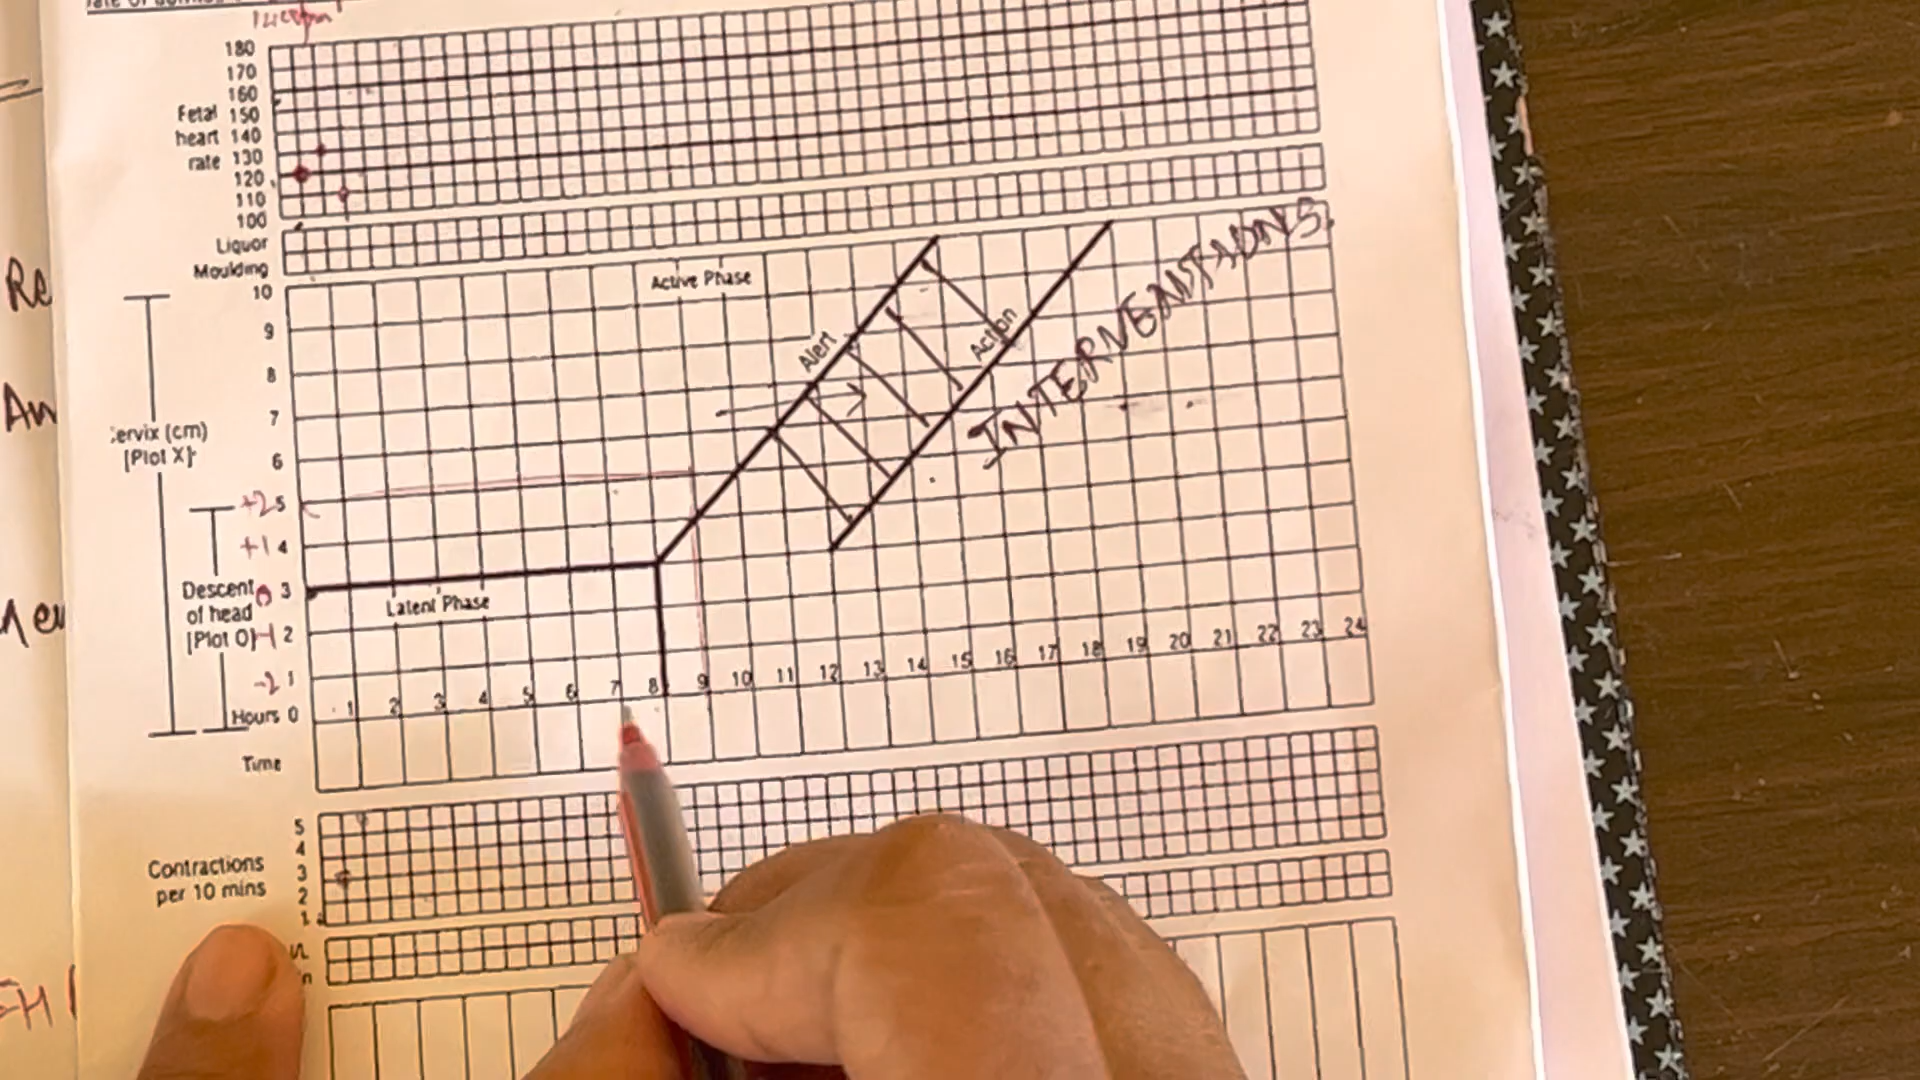 180
170
160
Fetal 150
heart 140
rate 130
120
110
100
Liquor
Moulding
10
Active Phase
9
Alert
Action
INTERVENSTIONS.
8
7
ervix (cm)
[Plot X]
6
+2 5
+1 4
Descent 0 3
of head
[Plot O] -1 2
Latent Phase
-2 1
Hours 0 1 2 3 4 5 6 7 8 9 10 11 12 13 14 15 16 17 18 19 20 21 22 23 24
Time
5
4
Contractions 3
per 10 mins 2
1
Re
An
FH